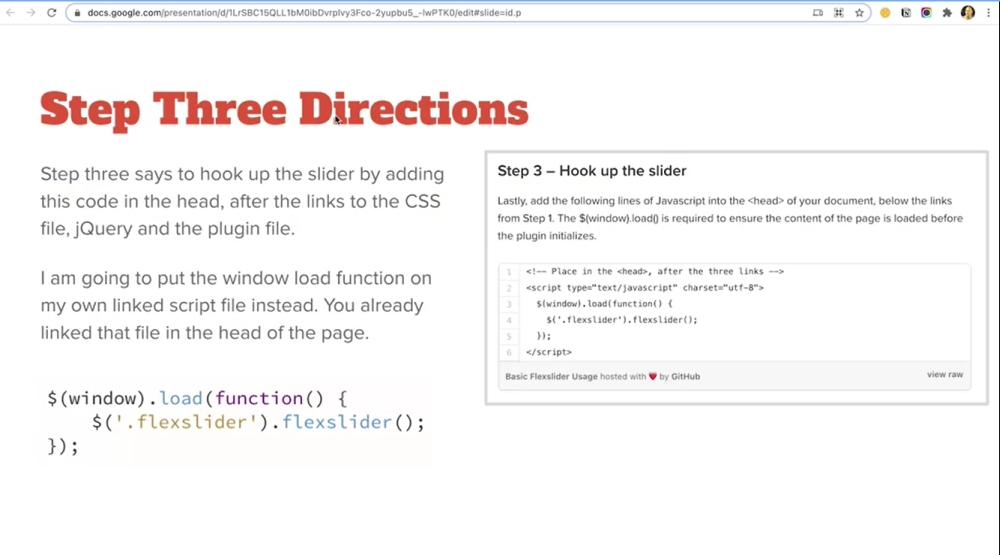 docs.google.com/presentation/d/1LrSBC15QLL1bM0ibDvrplvy3Fco-2yupbu5_-lwPTK0/edit#slide=id.p
Step Three Directions
Step three says to hook up the slider by adding
this code in the head, after the links to the CSS
file, jQuery and the plugin file.
I am going to put the window load function on
my own linked script file instead. You already
linked that file in the head of the page.
$(window).load(function() {
$('.flexslider').flexslider();
});
Step 3 – Hook up the slider
Lastly, add the following lines of Javascript into the <head> of your document, below the links
from Step 1. The $(window).load() is required to ensure the content of the page is loaded before
the plugin initializes.
1 <!-- Place in the <head>, after the three links -->
2 <script type="text/javascript" charset="utf-8">
3 $(window).load(function() {
4 $('.flexslider').flexslider();
5 });
6 </script>
Basic Flexslider Usage hosted with ❤ by GitHub view raw